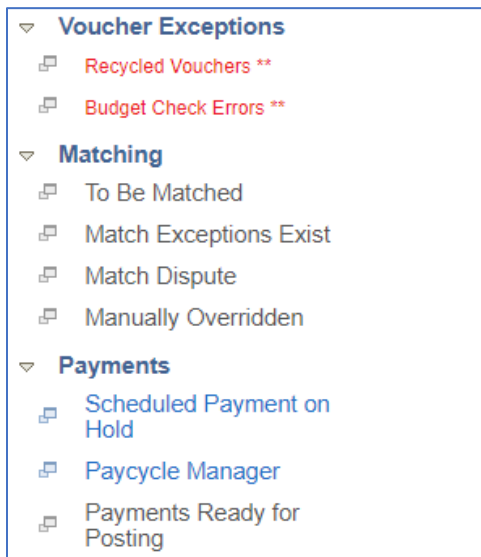 Voucher Exceptions
Recycled Vouchers **
Budget Check Errors **
Matching
To Be Matched
Match Exceptions Exist
Match Dispute
Manually Overridden
Payments
Scheduled Payment on
Hold
Paycycle Manager
Payments Ready for
Posting